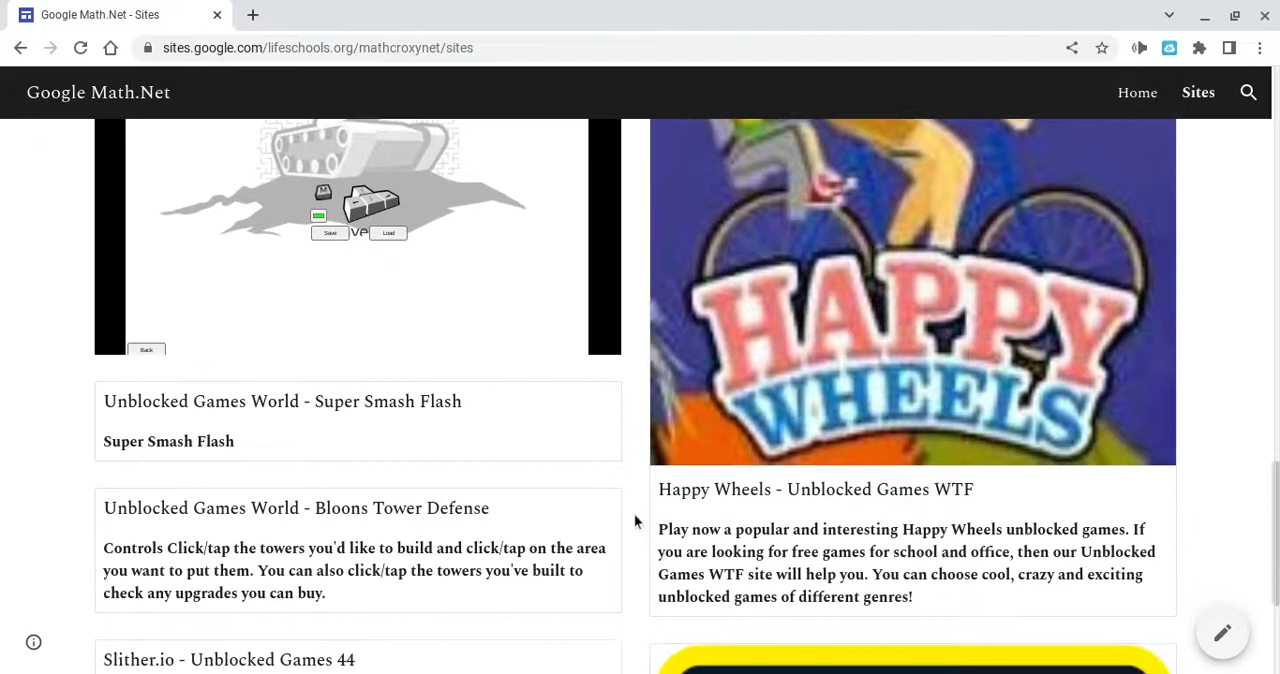 Google Math.Net - Sites
sites.google.com/lifeschools.org/mathcroxynet/sites
Google Math.Net
Home
Sites
M
Save
ve
Load
Back
Unblocked Games World - Super Smash Flash
Super Smash Flash
Unblocked Games World - Bloons Tower Defense
Controls Click/tap the towers you'd like to build and click/tap on the area
you want to put them. You can also click/tap the towers you've built to
check any upgrades you can buy.
Slither.io - Unblocked Games 44
HAPPY
WHEELS
Happy Wheels - Unblocked Games WTF
Play now a popular and interesting Happy Wheels unblocked games. If
you are looking for free games for school and office, then our Unblocked
Games WTF site will help you. You can choose cool, crazy and exciting
unblocked games of different genres!